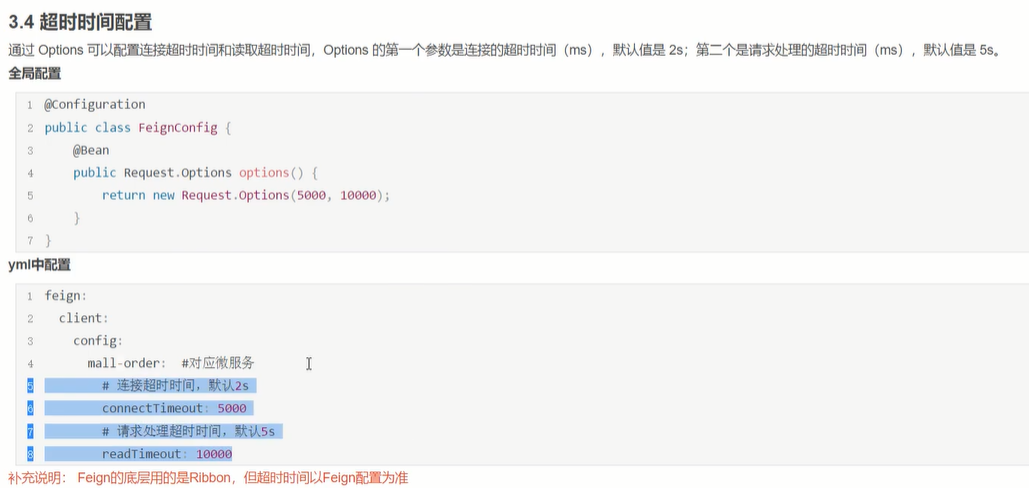 3.4 超时时间配置
通过 Options 可以配置连接超时时间和读取超时时间，Options 的第一个参数是连接的超时时间（ms），默认值是 2s；第二个是请求处理的超时时间（ms），默认值是 5s。
全局配置
1 @Configuration
2 public class FeignConfig {
3     @Bean
4     public Request.Options options() {
5         return new Request.Options(5000, 10000);
6     }
7 }
yml中配置
1 feign:
2   client:
3     config:
4       mall-order:  #对应微服务
5         # 连接超时时间，默认2s
6         connectTimeout: 5000
7         # 请求处理超时时间，默认5s
8         readTimeout: 10000
补充说明： Feign的底层用的是Ribbon，但超时时间以Feign配置为准